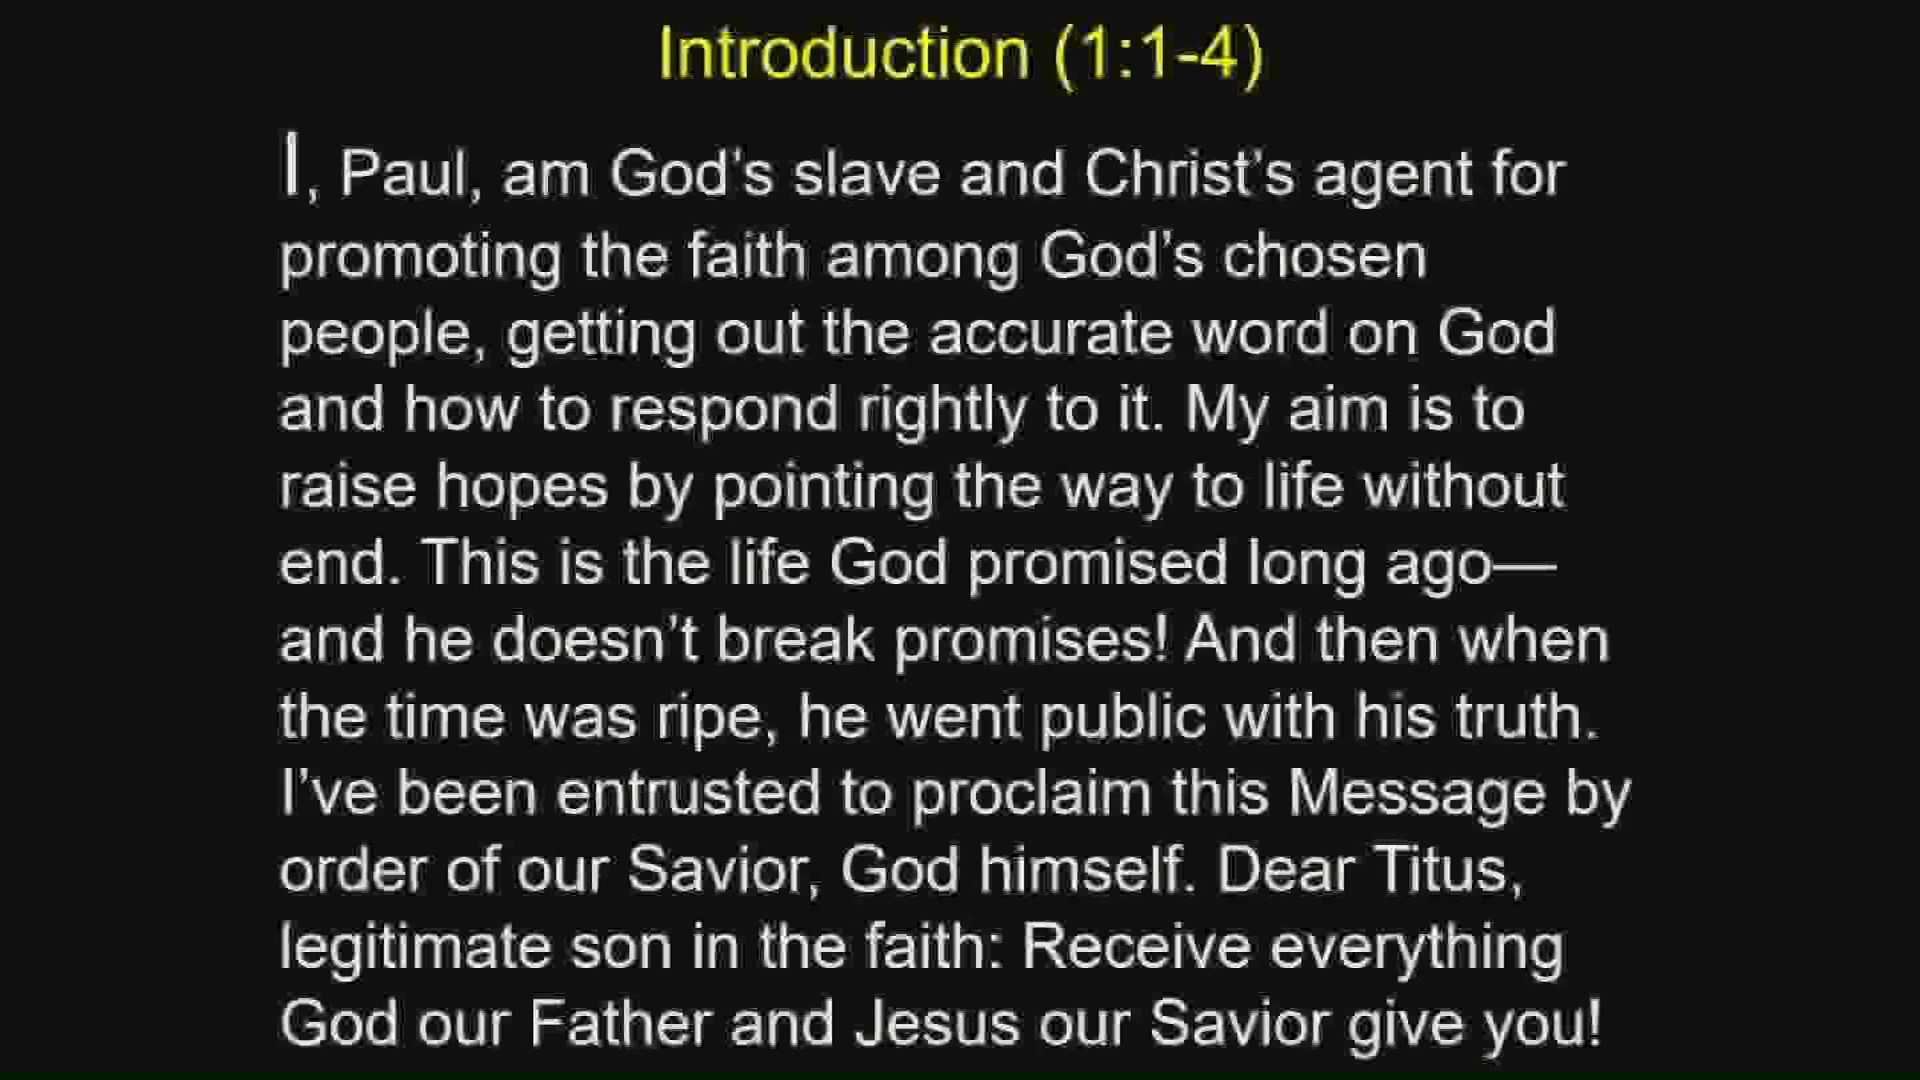 Introduction (1:1-4)
I, Paul, am God’s slave and Christ’s agent for
promoting the faith among God’s chosen
people, getting out the accurate word on God
and how to respond rightly to it. My aim is to
raise hopes by pointing the way to life without
end. This is the life God promised long ago—
and he doesn’t break promises! And then when
the time was ripe, he went public with his truth.
I’ve been entrusted to proclaim this Message by
order of our Savior, God himself. Dear Titus,
legitimate son in the faith: Receive everything
God our Father and Jesus our Savior give you!